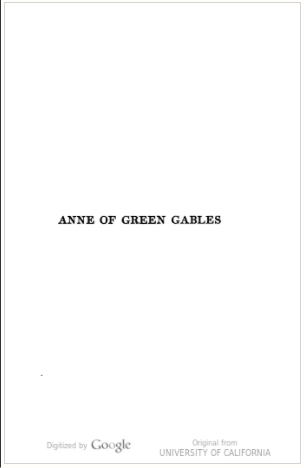 ANNE OF GREEN GABLES
Digitized by Google
Original from
UNIVERSITY OF CALIFORNIA